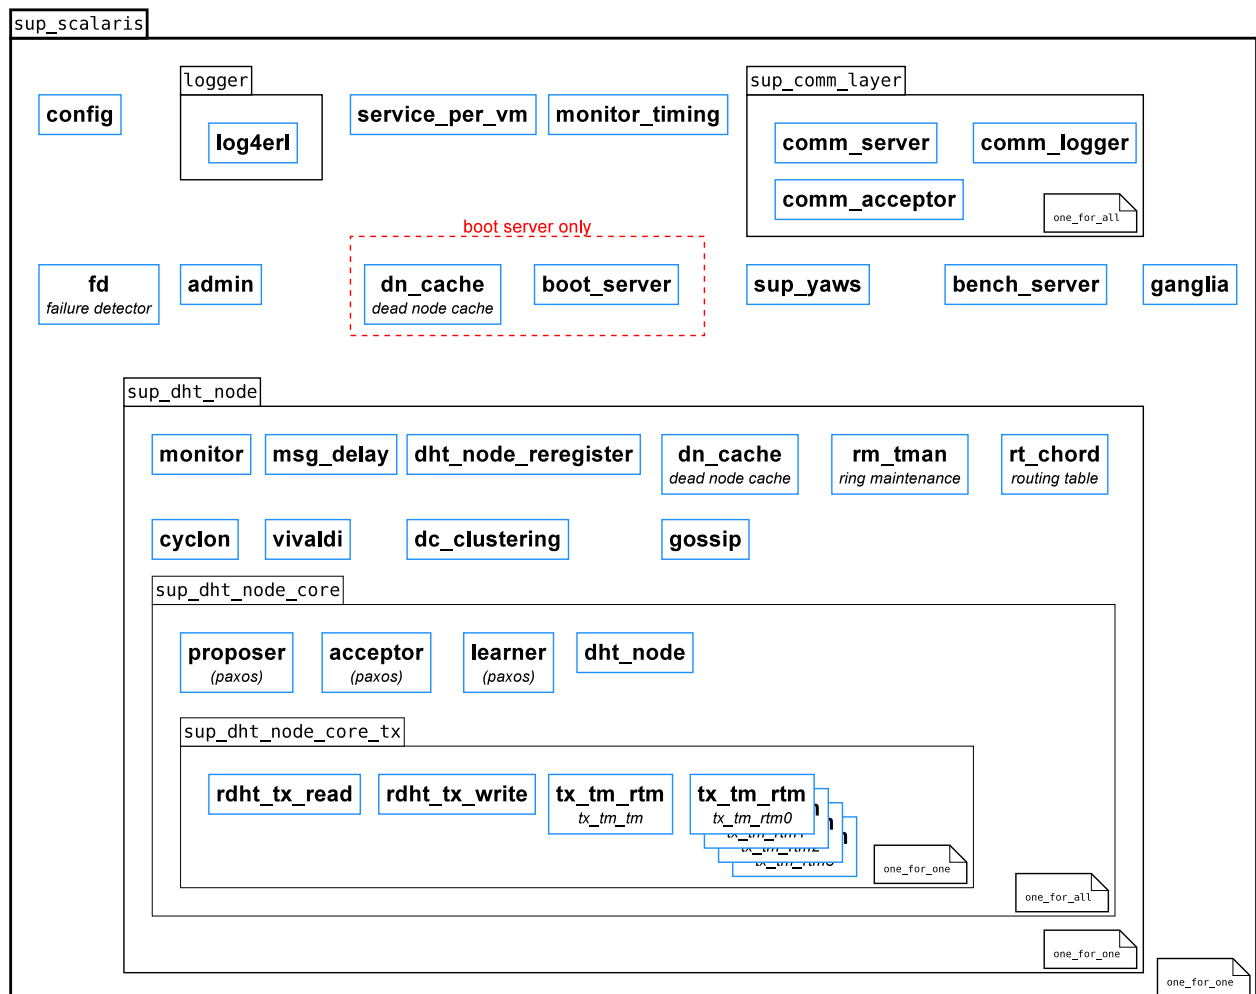 sup_scalaris
config
logger
log4erl
service_per_vm
monitor_timing
sup_comm_layer
comm_server
comm_logger
comm_acceptor
one_for_all
boot server only
fd
failure detector
admin
dn_cache
dead node cache
boot_server
sup_yaws
bench_server
ganglia
sup_dht_node
monitor
msg_delay
dht_node_reregister
dn_cache
dead node cache
rm_tman
ring maintenance
rt_chord
routing table
cyclon
vivaldi
dc_clustering
gossip
sup_dht_node_core
proposer
(paxos)
acceptor
(paxos)
learner
(paxos)
dht_node
sup_dht_node_core_tx
rdht_tx_read
rdht_tx_write
tx_tm_rtm
tx_tm_tm
tx_tm_rtm
tx_tm_rtm0
one_for_one
one_for_all
one_for_one
one_for_one